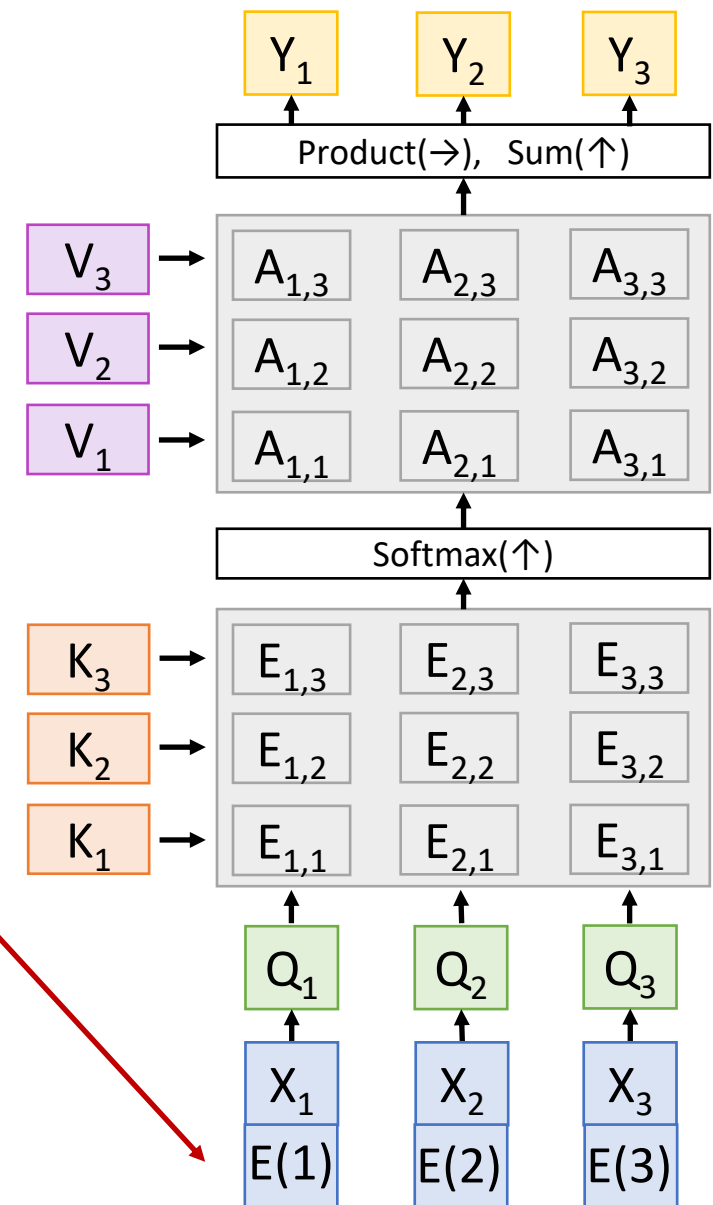 Y₁ Y₂ Y₃
Product(→), Sum(↑)
V₃ A₁,₃ A₂,₃ A₃,₃
V₂ A₁,₂ A₂,₂ A₃,₂
V₁ A₁,₁ A₂,₁ A₃,₁
Softmax(↑)
K₃ E₁,₃ E₂,₃ E₃,₃
K₂ E₁,₂ E₂,₂ E₃,₂
K₁ E₁,₁ E₂,₁ E₃,₁
Q₁ Q₂ Q₃
X₁ X₂ X₃
E(1) E(2) E(3)